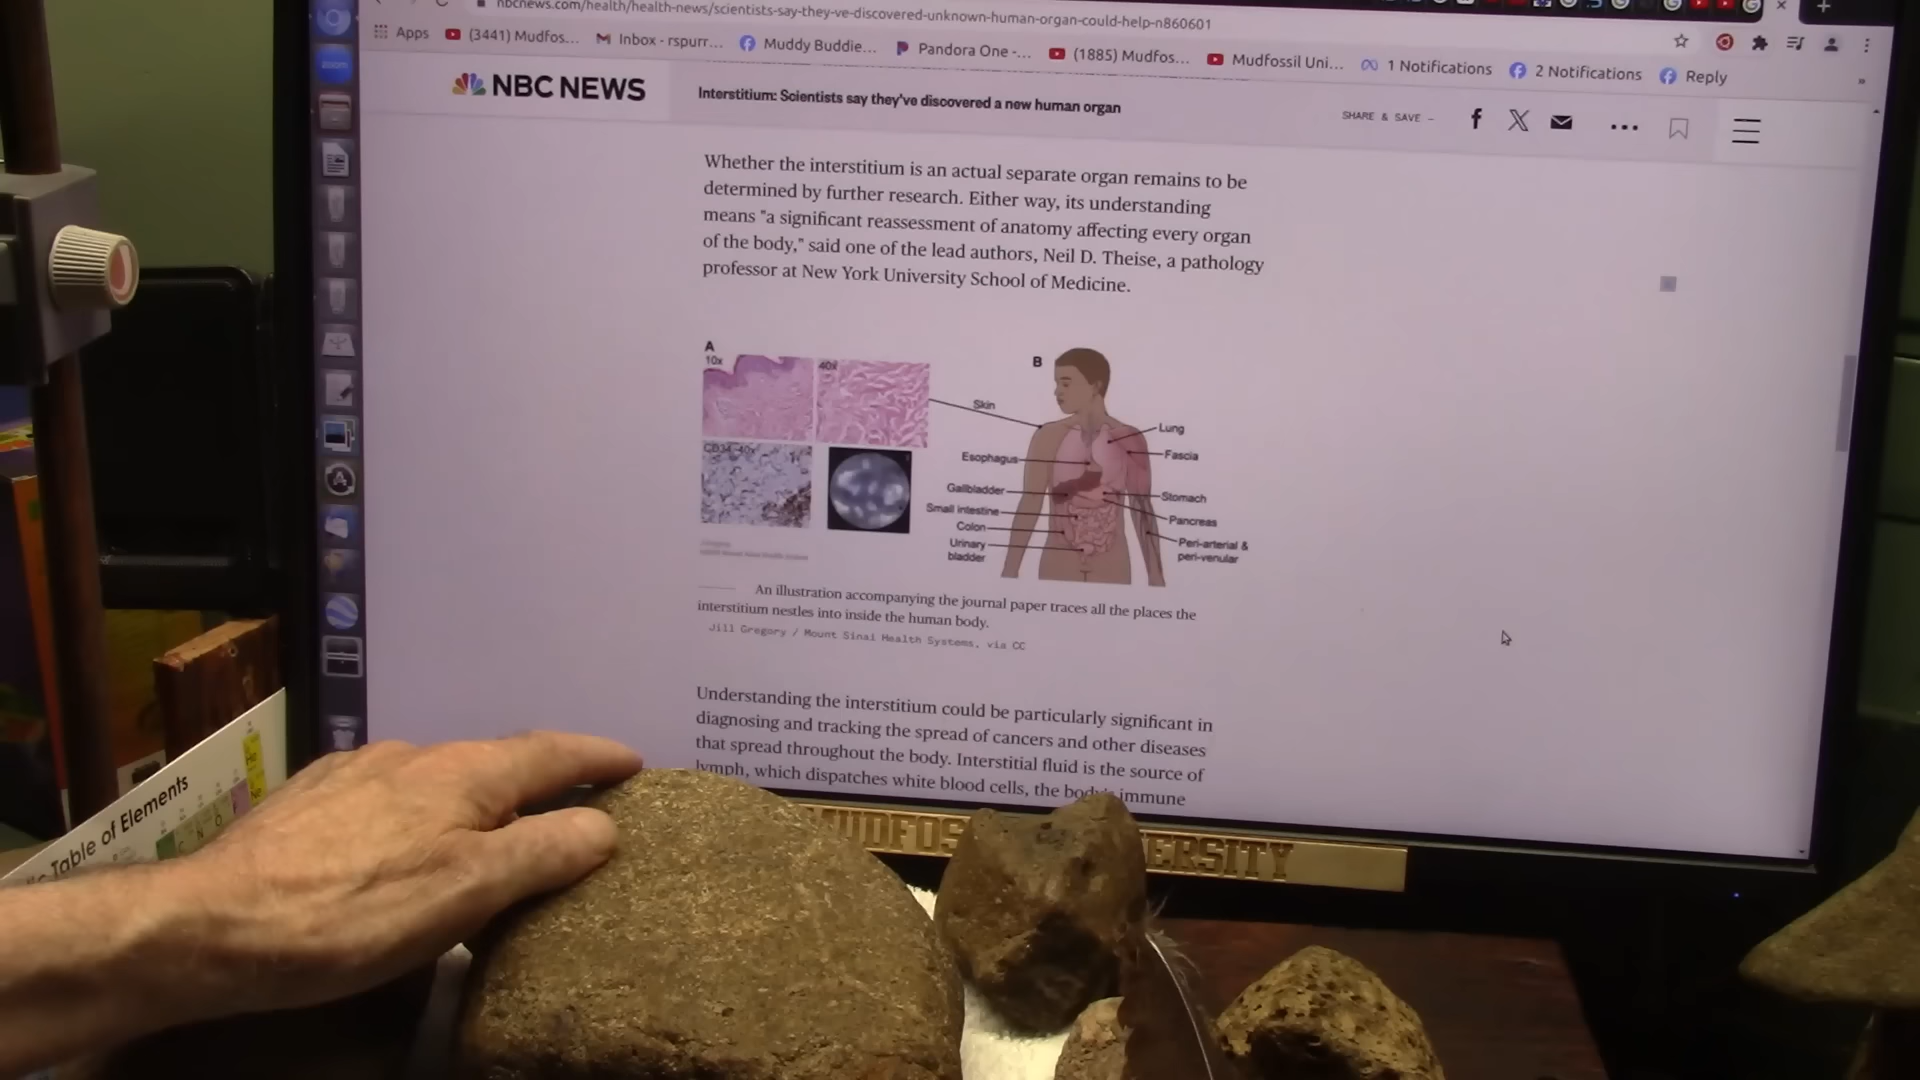 nbcnews.com/health/health-news/scientists-say-they-ve-discovered-unknown-human-organ-could-help-n860601
Apps
(3441) Mudfos...
Inbox - rspurr...
Muddy Buddie...
Pandora One -...
(1885) Mudfos...
Mudfossil Uni...
1 Notifications
2 Notifications
Reply
zoom
NBC NEWS
Interstitium: Scientists say they've discovered a new human organ
SHARE & SAVE –
Whether the interstitium is an actual separate organ remains to be
determined by further research. Either way, its understanding
means "a significant reassessment of anatomy affecting every organ
of the body," said one of the lead authors, Neil D. Theise, a pathology
professor at New York University School of Medicine.
A
10x
40x
CD34-40x
B
Skin
Lung
Fascia
Esophagus
Gallbladder
Stomach
Small intestine
Pancreas
Colon
Urinary
bladder
Peri-arterial &
peri-venular
An illustration accompanying the journal paper traces all the places the
interstitium nestles into inside the human body.
Jill Gregory / Mount Sinai Health Systems, via CC
Understanding the interstitium could be particularly significant in
diagnosing and tracking the spread of cancers and other diseases
that spread throughout the body. Interstitial fluid is the source of
lymph, which dispatches white blood cells, the body's immune
MUDFOS ERSITY
Table of Elements
He
Ne
C N O F